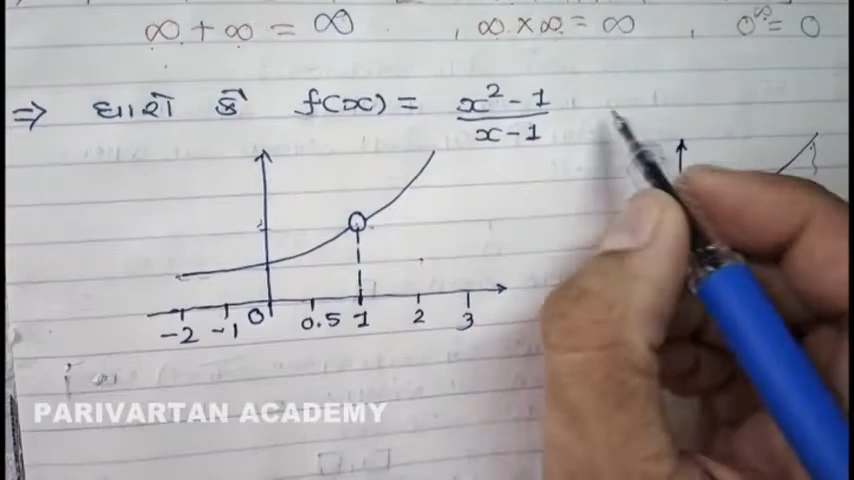 ∞ + ∞ = ∞ , ∞ × ∞ = ∞ , 0^∞ = 0
⇒ ધારો કે f(x) = (x² - 1)/(x - 1)
-2 -1 0 0.5 1 2 3
PARIVARTAN ACADEMY